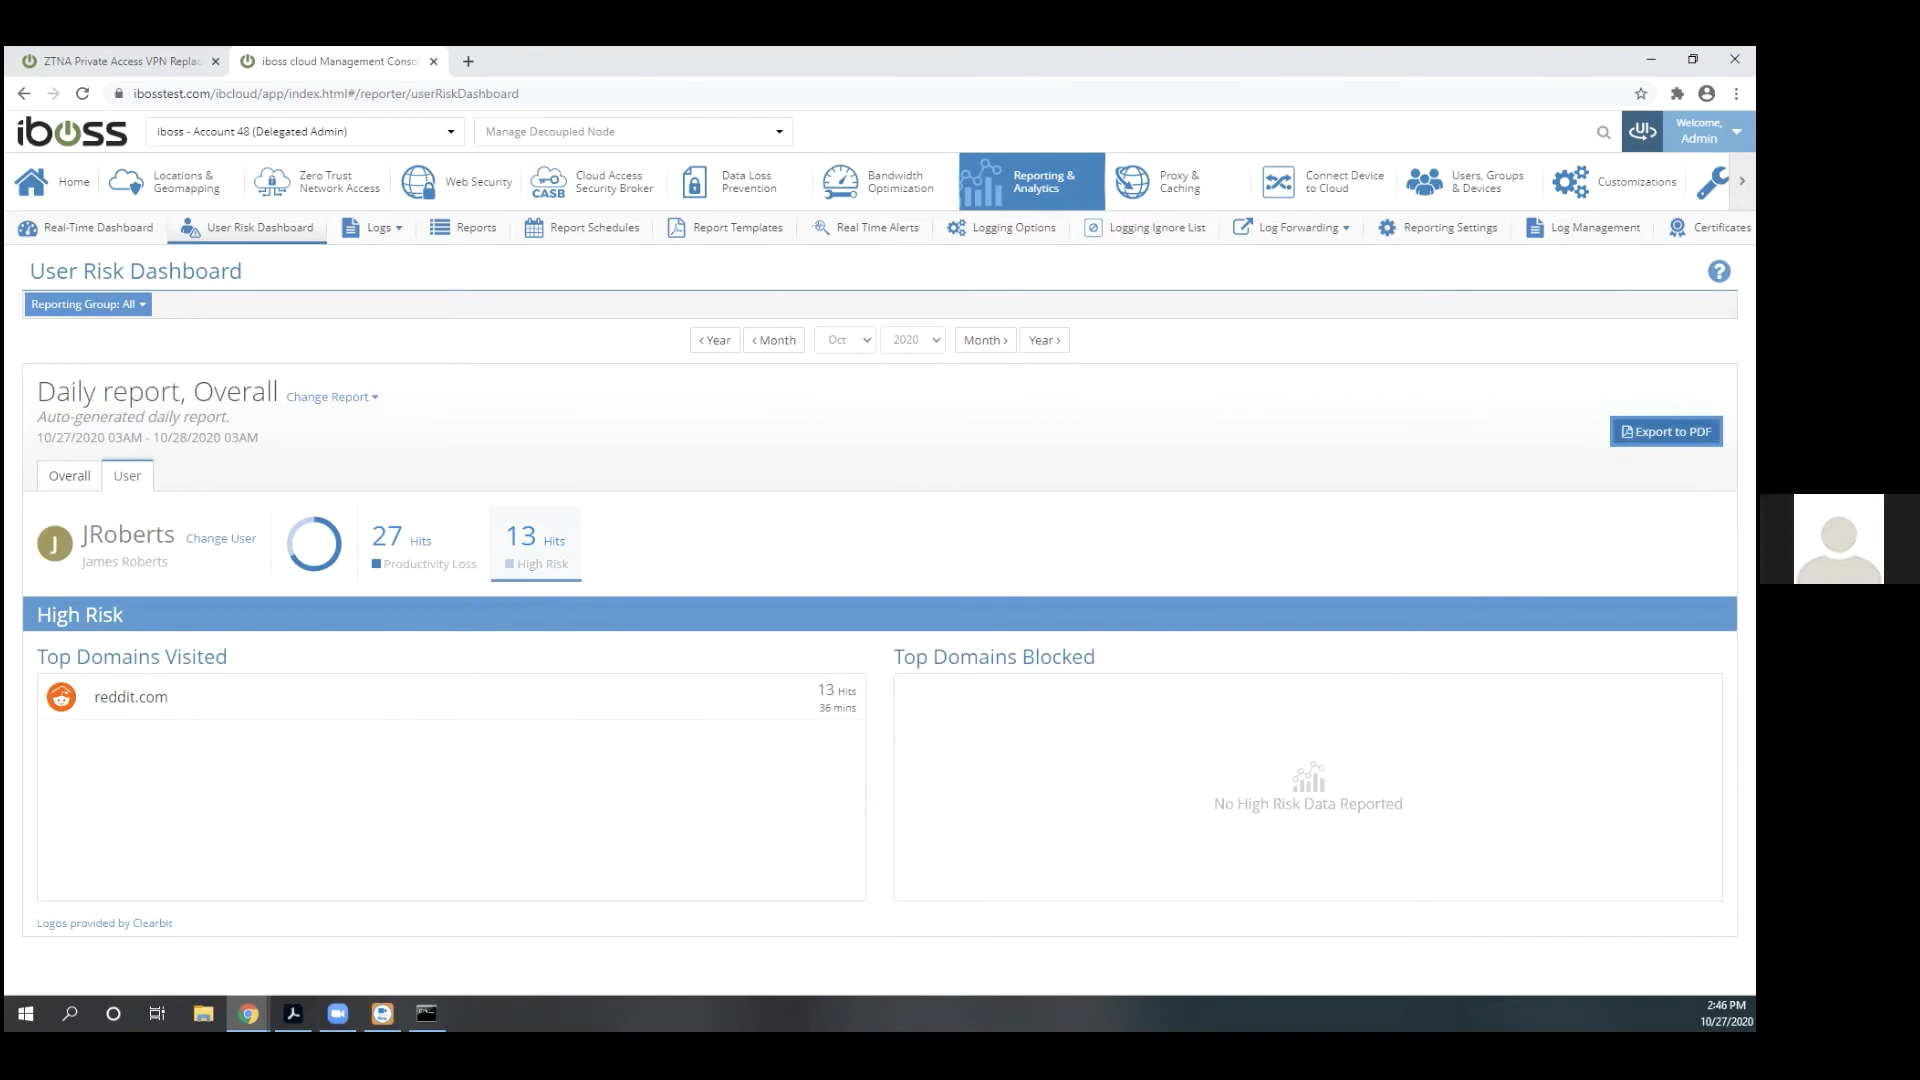 ZTNA Private Access VPN Replac
iboss cloud Management Conso
ibosstest.com/ibcloud/app/index.html#/reporter/userRiskDashboard
iboss
iboss - Account 48 (Delegated Admin)
Manage Decoupled Node
Welcome,
Admin
Home
Locations &
Geomapping
Zero Trust
Network Access
Web Security
CASB
Cloud Access
Security Broker
Data Loss
Prevention
Bandwidth
Optimization
Reporting &
Analytics
Proxy &
Caching
Connect Device
to Cloud
Users, Groups
& Devices
Customizations
Real-Time Dashboard
User Risk Dashboard
Logs
Reports
Report Schedules
Report Templates
Real Time Alerts
Logging Options
Logging Ignore List
Log Forwarding
Reporting Settings
Log Management
Certificates
User Risk Dashboard
?
Reporting Group: All
‹ Year
‹ Month
Oct
2020
Month ›
Year ›
Daily report, Overall
Change Report
Auto-generated daily report.
10/27/2020 03AM - 10/28/2020 03AM
Export to PDF
Overall
User
J
JRoberts
Change User
James Roberts
27 Hits
Productivity Loss
13 Hits
High Risk
High Risk
Top Domains Visited
reddit.com
13 Hits
36 mins
Top Domains Blocked
No High Risk Data Reported
Logos provided by Clearbit
2:46 PM
10/27/2020